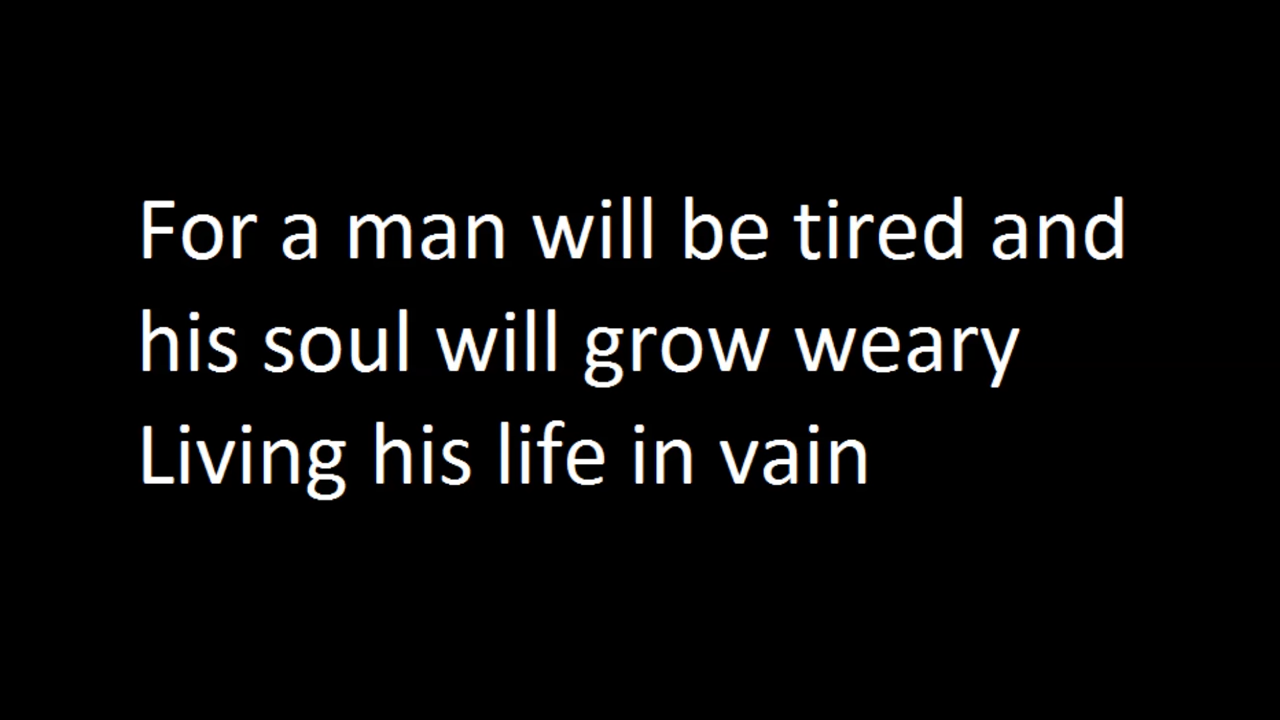 For a man will be tired and
his soul will grow weary
Living his life in vain